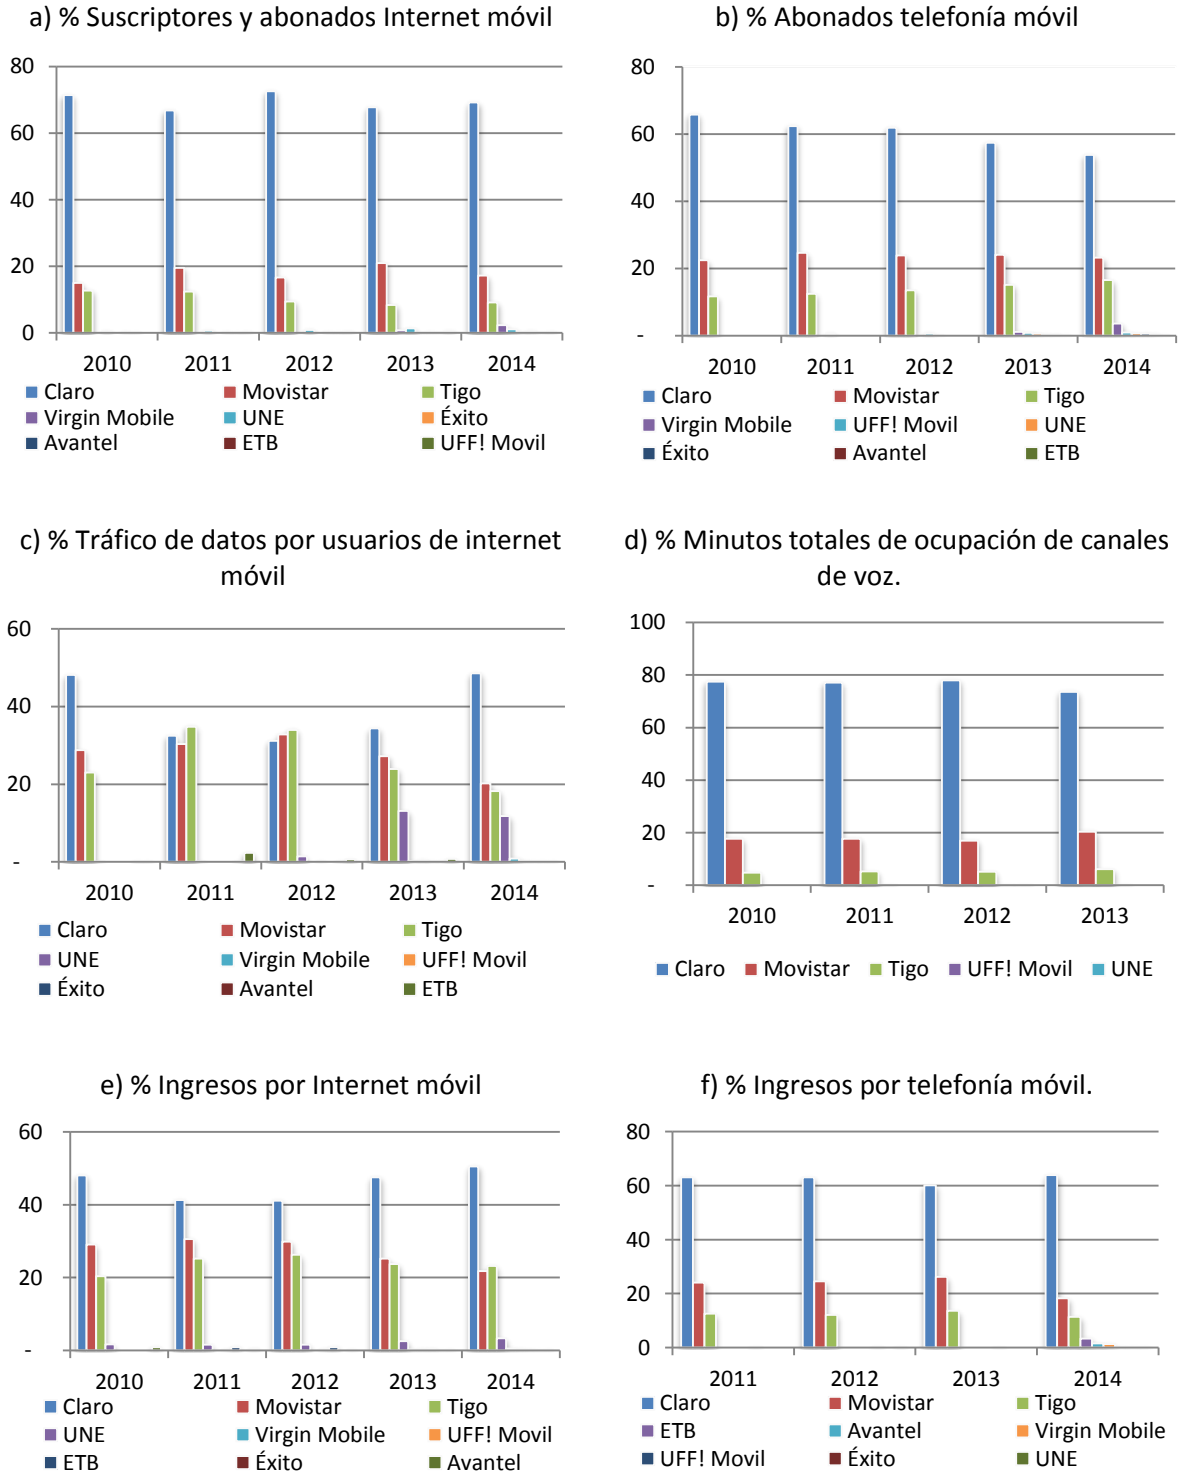 a) % Suscriptores y abonados Internet móvil
80
60
40
20
0
2010 2011 2012 2013 2014
Claro Movistar Tigo
Virgin Mobile UNE Éxito
Avantel ETB UFF! Movil
b) % Abonados telefonía móvil
80
60
40
20
-
2010 2011 2012 2013 2014
Claro Movistar Tigo
Virgin Mobile UFF! Movil UNE
Éxito Avantel ETB
c) % Tráfico de datos por usuarios de internet
móvil
60
40
20
-
2010 2011 2012 2013 2014
Claro Movistar Tigo
UNE Virgin Mobile UFF! Movil
Éxito Avantel ETB
d) % Minutos totales de ocupación de canales
de voz.
100
80
60
40
20
-
2010 2011 2012 2013
Claro Movistar Tigo UFF! Movil UNE
e) % Ingresos por Internet móvil
60
40
20
-
2010 2011 2012 2013 2014
Claro Movistar Tigo
UNE Virgin Mobile UFF! Movil
ETB Éxito Avantel
f) % Ingresos por telefonía móvil.
80
60
40
20
0
2011 2012 2013 2014
Claro Movistar Tigo
ETB Avantel Virgin Mobile
UFF! Movil Éxito UNE